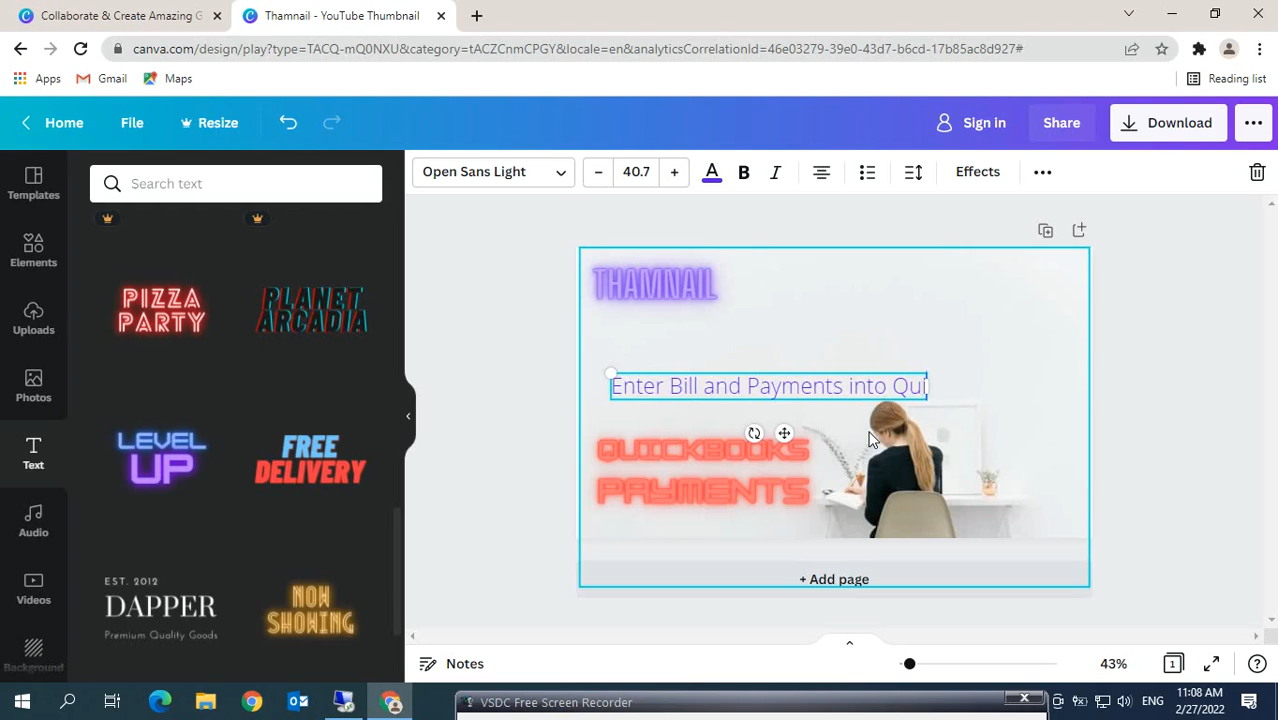 Collaborate & Create Amazing G
Thamnail - YouTube Thumbnail
canva.com/design/play?type=TACQ-mQ0NXU&category=tACZCnmCPGY&locale=en&analyticsCorrelationId=46e03279-39e0-43d7-b6cd-17b85ac8d927#
Apps
Gmail
Maps
Reading list
Home
File
Resize
Sign in
Share
Download
Templates
Elements
Uploads
Photos
Text
Audio
Videos
Background
Search text
PIZZA
PARTY
PLANET
ARCADIA
LEVEL
UP
FREE
DELIVERY
EST. 2012
DAPPER
Premium Quality Goods
NOW
SHOWING
Open Sans Light
– 40.7 +
A
B
I
Effects
THAMNAIL
Enter Bill and Payments into Qui
QUICKBOOKS
PAYMENTS
+ Add page
Notes
43%
1
VSDC Free Screen Recorder
ENG
11:08 AM
2/27/2022